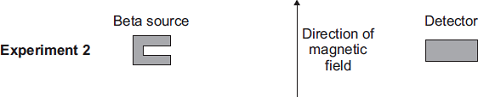 Beta source
Detector
Experiment 2
Direction of
magnetic
field